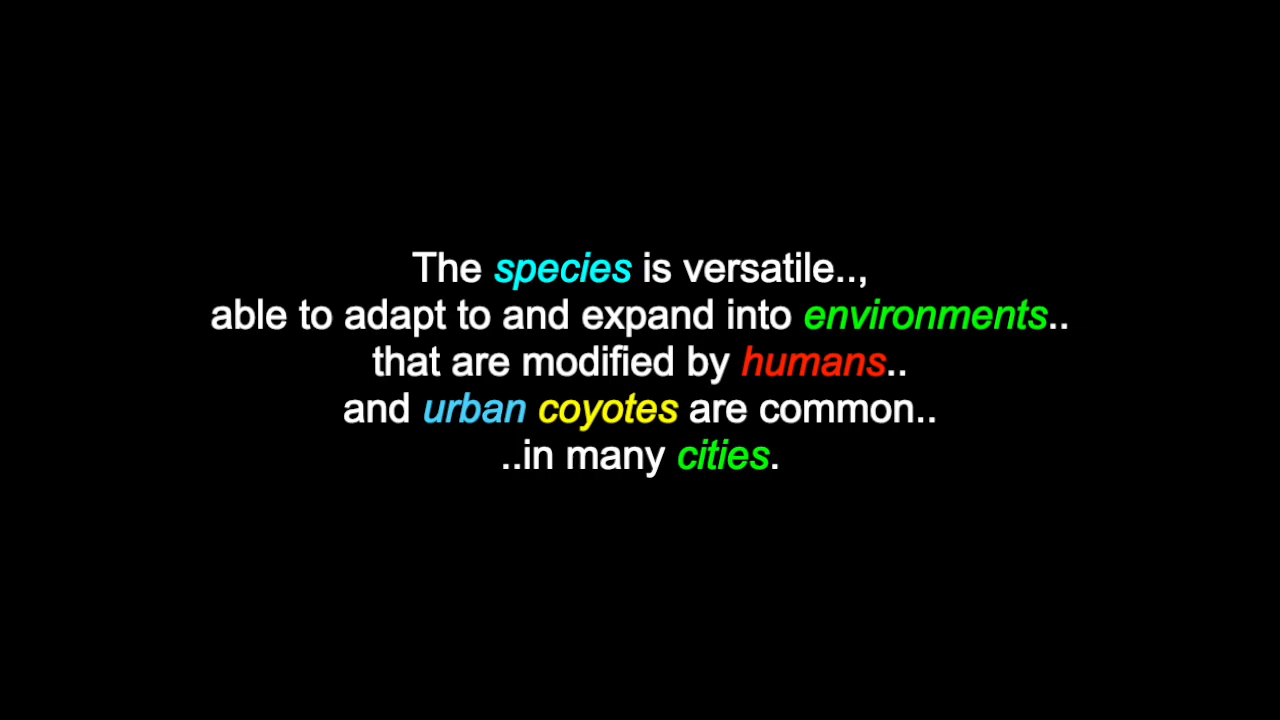 The species is versatile..,
able to adapt to and expand into environments..
that are modified by humans..
and urban coyotes are common..
..in many cities.